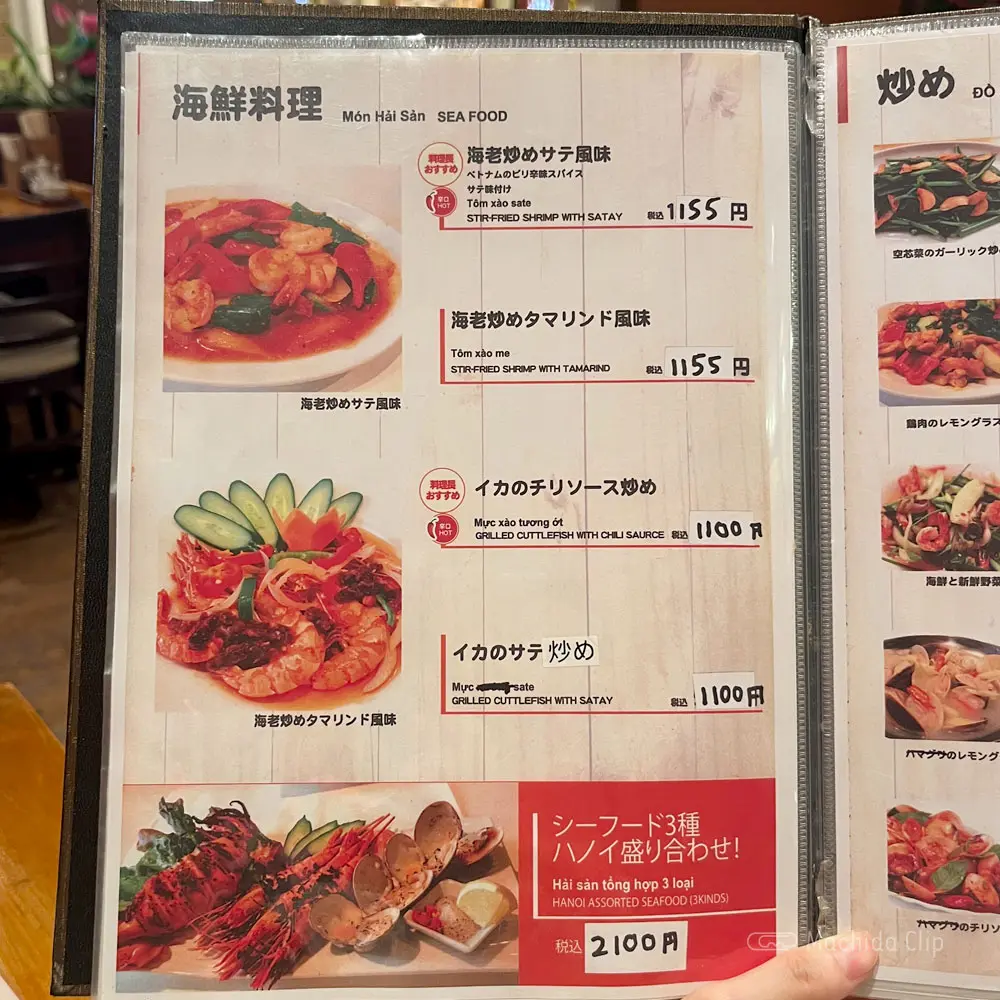 海鮮料理 Món Hải Sản SEA FOOD
料理長
おすすめ
海老炒めサテ風味
ベトナムのピリ辛味スパイス
サテ味付け
辛口
HOT
Tôm xào sate
STIR-FRIED SHRIMP WITH SATAY 税込 1155 円
海老炒めサテ風味
海老炒めタマリンド風味
Tôm xào me
STIR-FRIED SHRIMP WITH TAMARIND 税込 1155 円
料理長
おすすめ
イカのチリソース炒め
辛口
HOT
Mực xào tương ớt
GRILLED CUTTLEFISH WITH CHILI SAURCE 税込 1100 円
海老炒めタマリンド風味
イカのサテ炒め
Mực sate
GRILLED CUTTLEFISH WITH SATAY 税込 1100 円
シーフード3種
ハノイ盛り合わせ!
Hải sản tổng hợp 3 loại
HANOI ASSORTED SEAFOOD (3KINDS)
税込 2100 円
炒め ĐỒ
空芯菜のガーリック炒め
鶏肉のレモングラス
海鮮と新鮮野菜
ハマグリのレモング
ハマグリのチリソ
Machida Clip